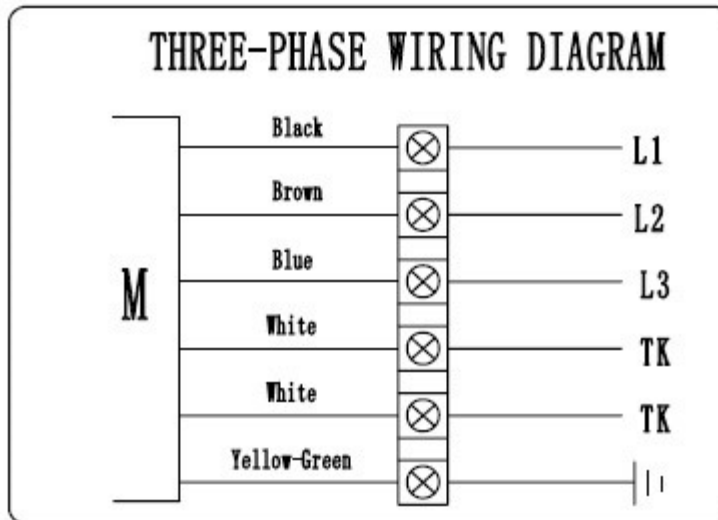 THREE-PHASE WIRING DIAGRAM
Black L1
Brown L2
Blue L3
M
White TK
White TK
Yellow-Green